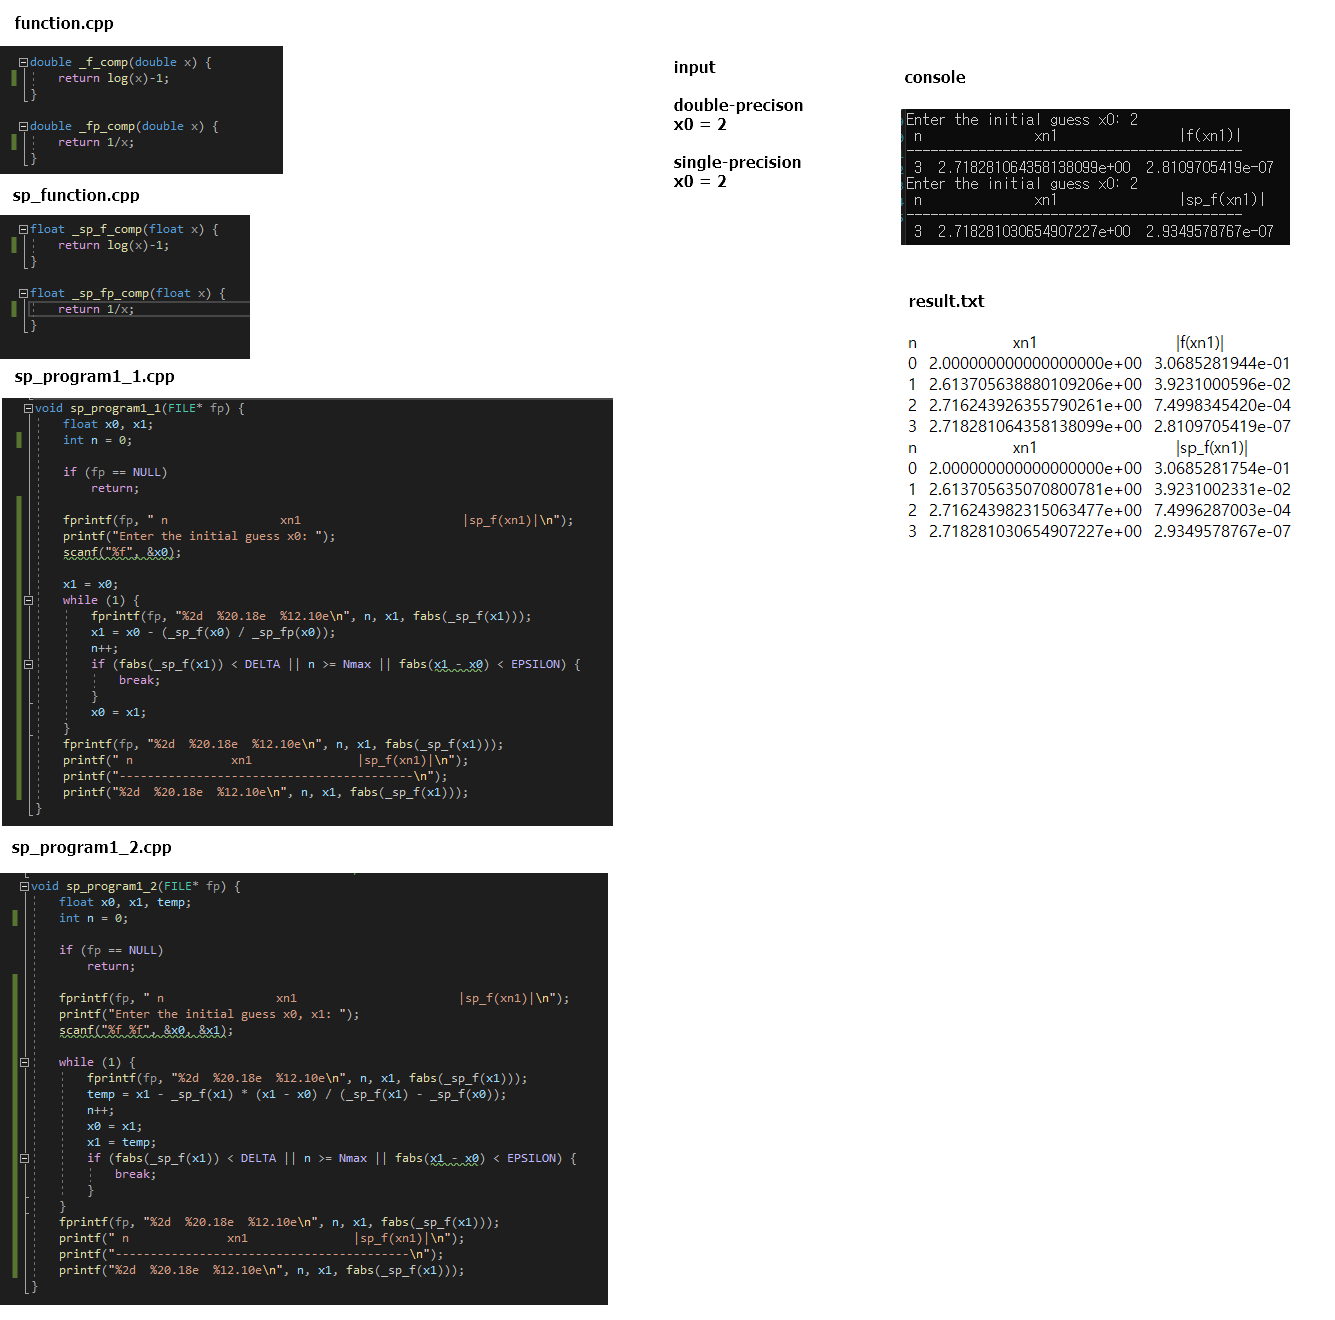 function.cpp
double _f_comp(double x) {
    return log(x)-1;
}
double _fp_comp(double x) {
    return 1/x;
}
sp_function.cpp
float _sp_f_comp(float x) {
    return log(x)-1;
}
float _sp_fp_comp(float x) {
    return 1/x;
}
sp_program1_1.cpp
void sp_program1_1(FILE* fp) {
    float x0, x1;
    int n = 0;
    if (fp == NULL)
        return;
    fprintf(fp, " n                xn1                       |sp_f(xn1)|\n");
    printf("Enter the initial guess x0: ");
    scanf("%f", &x0);
    x1 = x0;
    while (1) {
        fprintf(fp, "%2d  %20.18e  %12.10e\n", n, x1, fabs(_sp_f(x1)));
        x1 = x0 - (_sp_f(x0) / _sp_fp(x0));
        n++;
        if (fabs(_sp_f(x1)) < DELTA || n >= Nmax || fabs(x1 - x0) < EPSILON) {
            break;
        }
        x0 = x1;
    }
    fprintf(fp, "%2d  %20.18e  %12.10e\n", n, x1, fabs(_sp_f(x1)));
    printf(" n              xn1               |sp_f(xn1)|\n");
    printf("------------------------------------------\n");
    printf("%2d  %20.18e  %12.10e\n", n, x1, fabs(_sp_f(x1)));
}
sp_program1_2.cpp
void sp_program1_2(FILE* fp) {
    float x0, x1, temp;
    int n = 0;
    if (fp == NULL)
        return;
    fprintf(fp, " n                xn1                       |sp_f(xn1)|\n");
    printf("Enter the initial guess x0, x1: ");
    scanf("%f %f", &x0, &x1);
    while (1) {
        fprintf(fp, "%2d  %20.18e  %12.10e\n", n, x1, fabs(_sp_f(x1)));
        temp = x1 - _sp_f(x1) * (x1 - x0) / (_sp_f(x1) - _sp_f(x0));
        n++;
        x0 = x1;
        x1 = temp;
        if (fabs(_sp_f(x1)) < DELTA || n >= Nmax || fabs(x1 - x0) < EPSILON) {
            break;
        }
    }
    fprintf(fp, "%2d  %20.18e  %12.10e\n", n, x1, fabs(_sp_f(x1)));
    printf(" n              xn1               |sp_f(xn1)|\n");
    printf("------------------------------------------\n");
    printf("%2d  %20.18e  %12.10e\n", n, x1, fabs(_sp_f(x1)));
}
input
double-precison
x0 = 2
single-precision
x0 = 2
console
Enter the initial guess x0: 2
n xn1 |f(xn1)|
------------------------------------------
3 2.718281064358138099e+00 2.8109705419e-07
Enter the initial guess x0: 2
n xn1 |sp_f(xn1)|
------------------------------------------
3 2.718281030654907227e+00 2.9349578767e-07
result.txt
n xn1 |f(xn1)|
0 2.000000000000000000e+00 3.0685281944e-01
1 2.613705638880109206e+00 3.9231000596e-02
2 2.716243926355790261e+00 7.4998345420e-04
3 2.718281064358138099e+00 2.8109705419e-07
n xn1 |sp_f(xn1)|
0 2.000000000000000000e+00 3.0685281754e-01
1 2.613705635070800781e+00 3.9231002331e-02
2 2.716243982315063477e+00 7.4996287003e-04
3 2.718281030654907227e+00 2.9349578767e-07